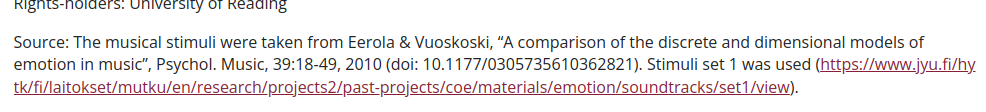 Rights-holders: University of Reading
Source: The musical stimuli were taken from Eerola & Vuoskoski, “A comparison of the discrete and dimensional models of
emotion in music”, Psychol. Music, 39:18-49, 2010 (doi: 10.1177/0305735610362821). Stimuli set 1 was used (https://www.jyu.fi/hy
tk/fi/laitokset/mutku/en/research/projects2/past-projects/coe/materials/emotion/soundtracks/set1/view).